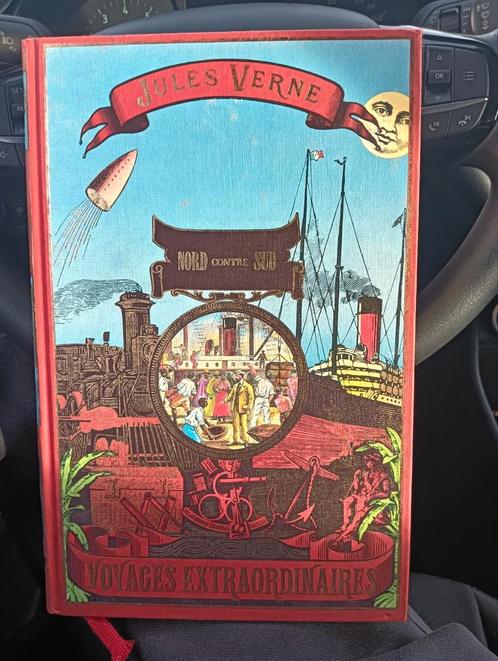 JULES VERNE
NORD CONTRE SUD
VOYAGES EXTRAORDINAIRES
OK